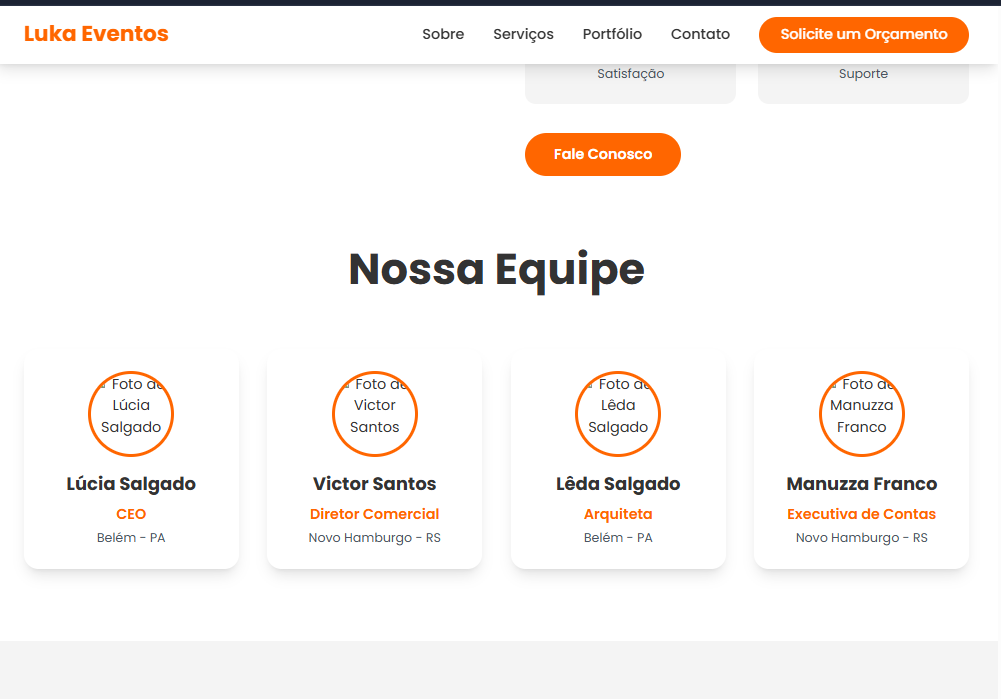 Luka Eventos
Sobre
Serviços
Portfólio
Contato
Solicite um Orçamento
Satisfação
Suporte
Fale Conosco
Nossa Equipe
Foto de
Lúcia
Salgado
Lúcia Salgado
CEO
Belém - PA
Foto de
Victor
Santos
Victor Santos
Diretor Comercial
Novo Hamburgo - RS
Foto de
Lêda
Salgado
Lêda Salgado
Arquiteta
Belém - PA
Foto de
Manuzza
Franco
Manuzza Franco
Executiva de Contas
Novo Hamburgo - RS